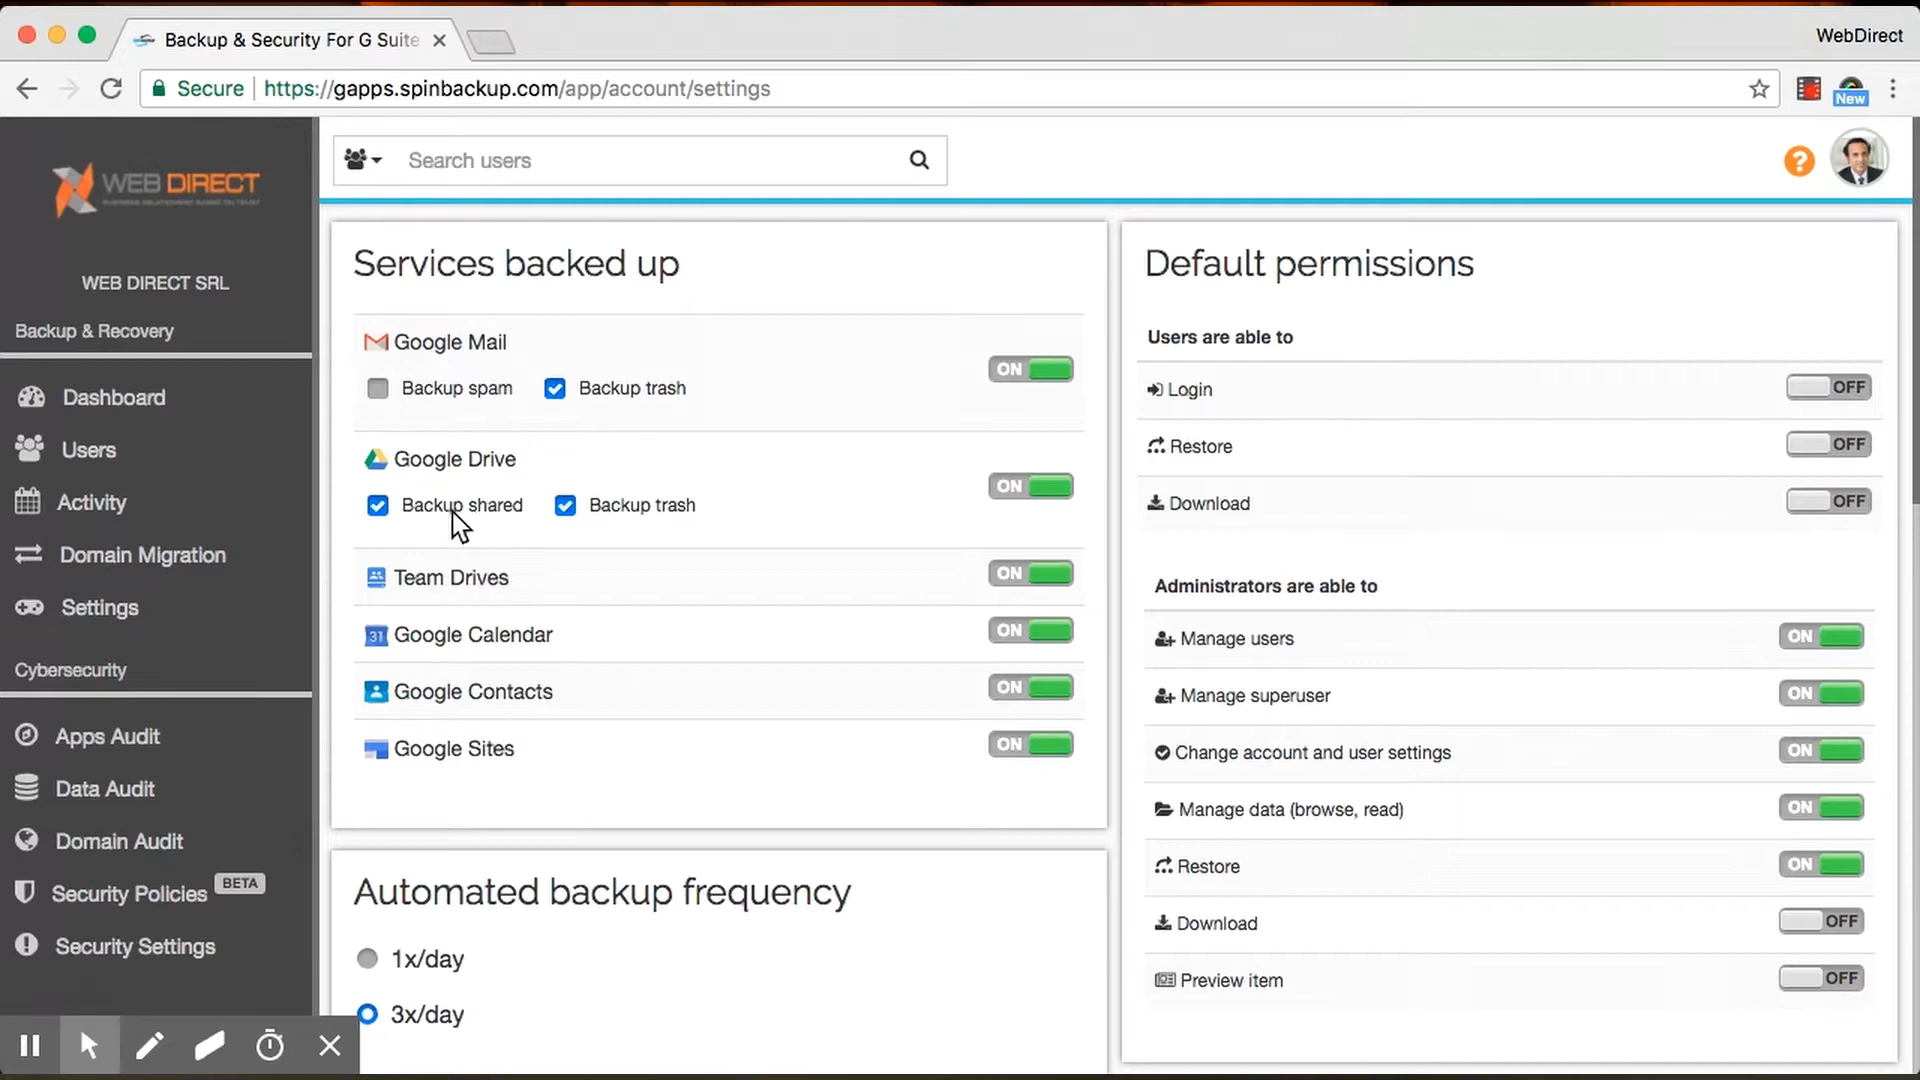 Backup & Security For G Suite
WebDirect
Secure
https://gapps.spinbackup.com/app/account/settings
New
WEB DIRECT
BUSINESS RELATIONSHIP BASED ON TRUST
WEB DIRECT SRL
Backup & Recovery
Dashboard
Users
Activity
Domain Migration
Settings
Cybersecurity
Apps Audit
Data Audit
Domain Audit
Security Policies BETA
Security Settings
Search users
?
Services backed up
Google Mail
ON
Backup spam Backup trash
Google Drive
ON
Backup shared Backup trash
Team Drives ON
31 Google Calendar ON
Google Contacts ON
Google Sites ON
Automated backup frequency
1x/day
3x/day
Default permissions
Users are able to
Login OFF
Restore OFF
Download OFF
Administrators are able to
Manage users ON
Manage superuser ON
Change account and user settings ON
Manage data (browse, read) ON
Restore ON
Download OFF
Preview item OFF